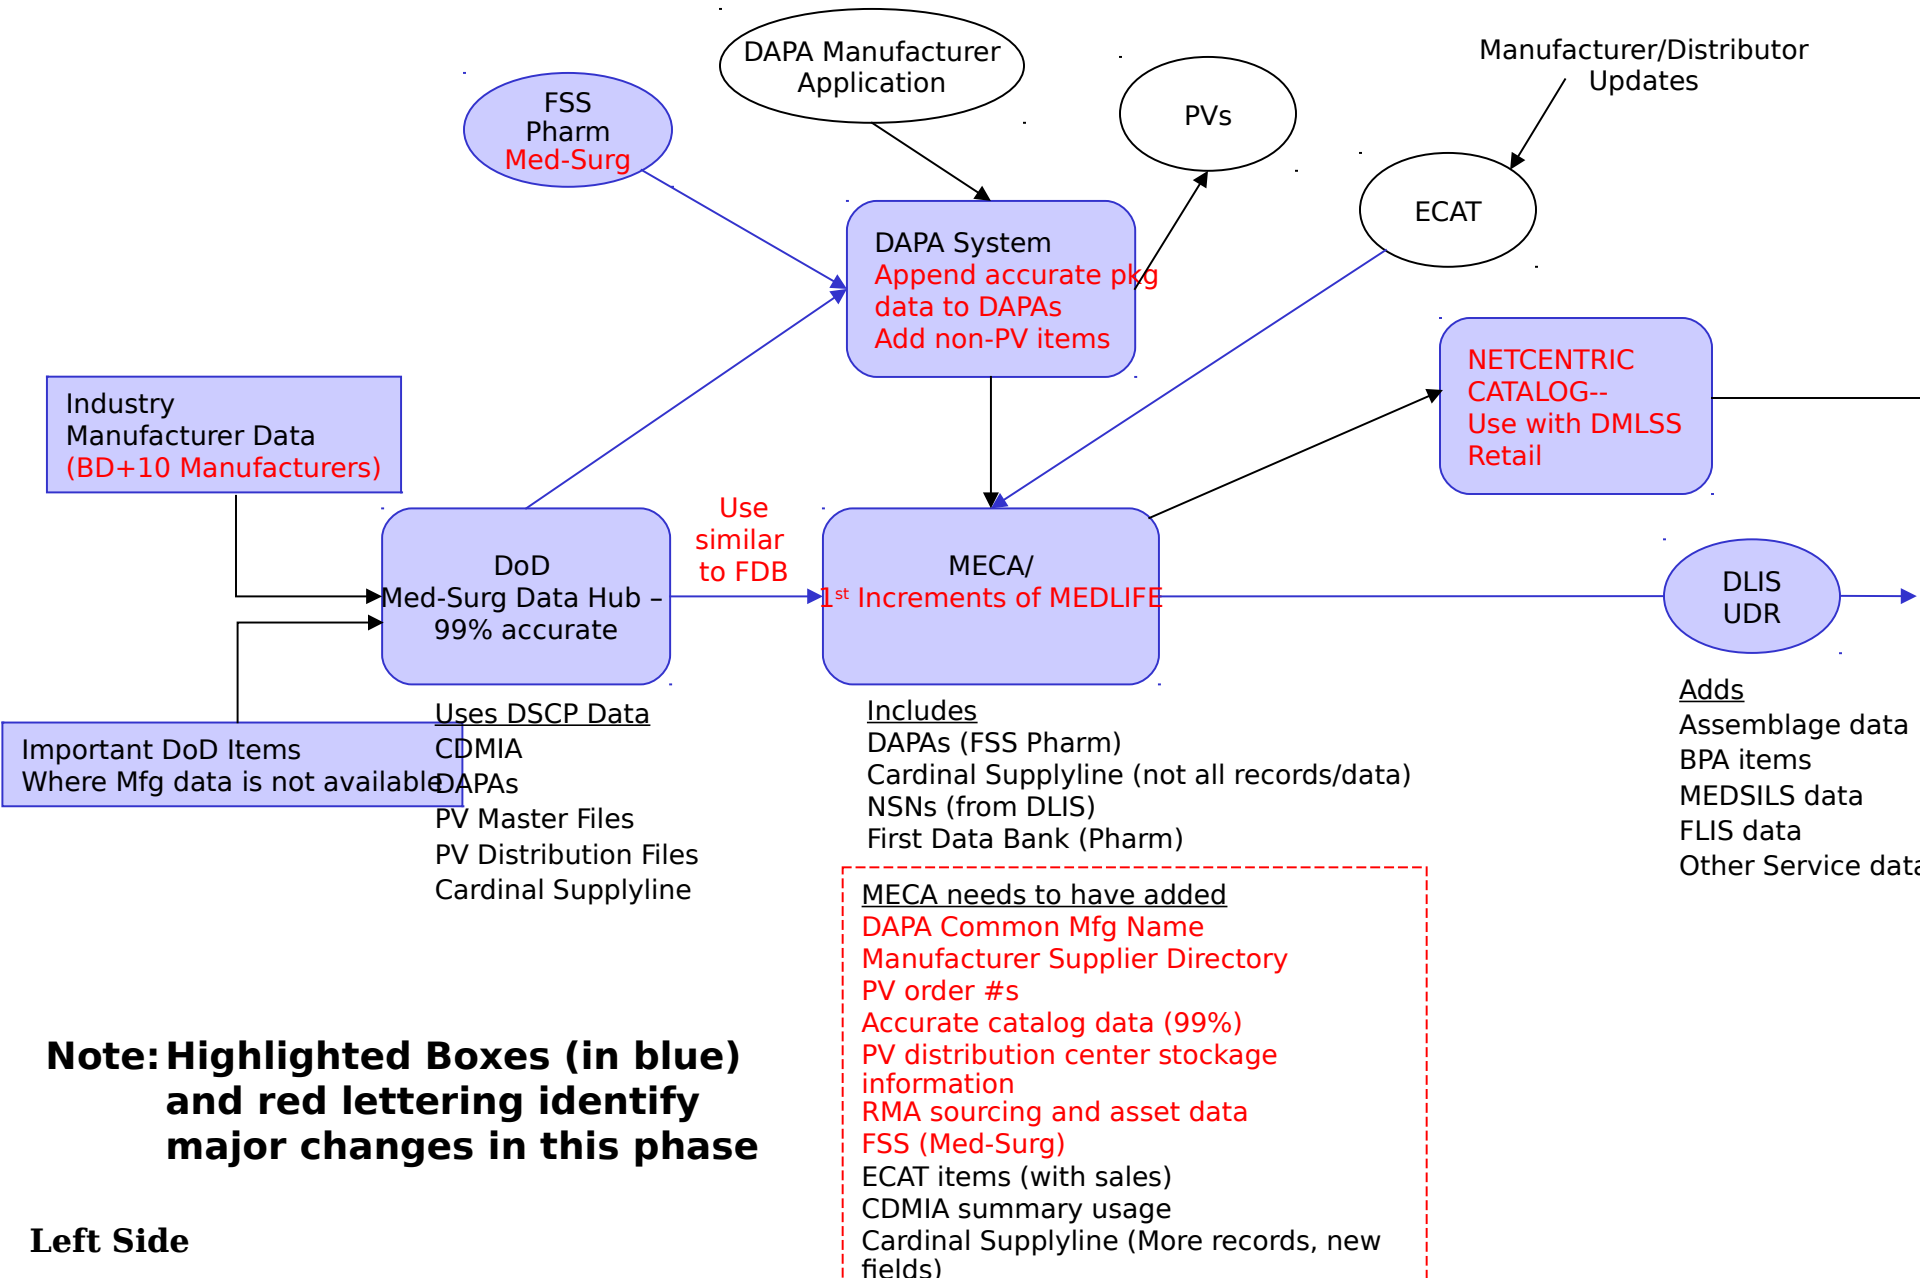 DAPA Manufacturer
Application
Manufacturer/Distributor
Updates
FSS
Pharm
Med-Surg
PVs
ECAT
DAPA System
Append accurate pkg
data to DAPAs
Add non-PV items
NETCENTRIC
CATALOG--
Use with DMLSS
Retail
Industry
Manufacturer Data
(BD+10 Manufacturers)
Use
similar
to FDB
DoD
Med-Surg Data Hub –
99% accurate
MECA/
1st Increments of MEDLIFE
DLIS
UDR
Important DoD Items
Where Mfg data is not available
Uses DSCP Data
CDMIA
DAPAs
PV Master Files
PV Distribution Files
Cardinal Supplyline
Includes
DAPAs (FSS Pharm)
Cardinal Supplyline (not all records/data)
NSNs (from DLIS)
First Data Bank (Pharm)
Adds
Assemblage data
BPA items
MEDSILS data
FLIS data
Other Service data
MECA needs to have added
DAPA Common Mfg Name
Manufacturer Supplier Directory
PV order #s
Accurate catalog data (99%)
PV distribution center stockage
information
RMA sourcing and asset data
FSS (Med-Surg)
ECAT items (with sales)
CDMIA summary usage
Cardinal Supplyline (More records, new
fields)
Note: Highlighted Boxes (in blue)
and red lettering identify
major changes in this phase
Left Side